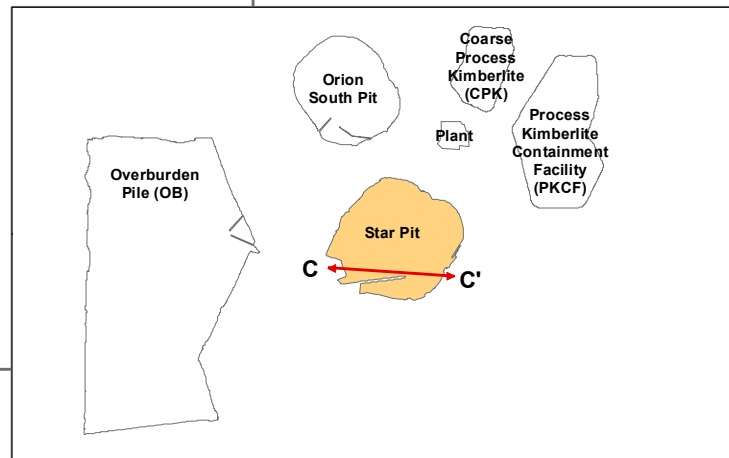 Coarse
Process
Kimberlite
(CPK)
Orion
South Pit
Process
Kimberlite
Containment
Facility
(PKCF)
Plant
Overburden
Pile (OB)
Star Pit
C
C'